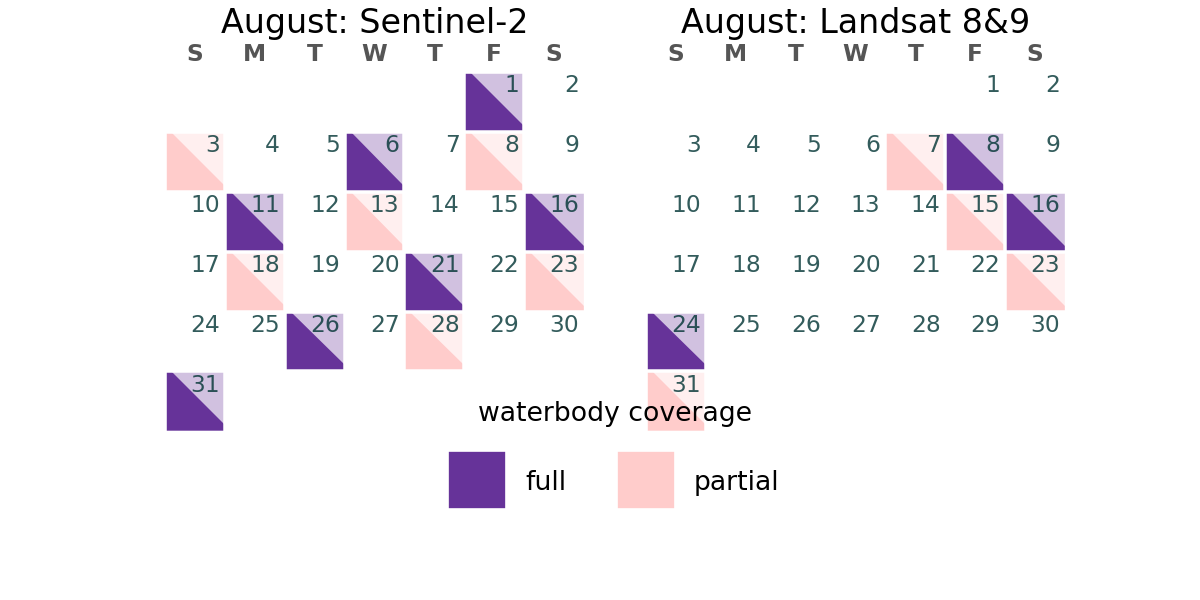 August: Sentinel-2
S M T W T F S
1 2
3 4 5 6 7 8 9
10 11 12 13 14 15 16
17 18 19 20 21 22 23
24 25 26 27 28 29 30
31
August: Landsat 8&9
S M T W T F S
1 2
3 4 5 6 7 8 9
10 11 12 13 14 15 16
17 18 19 20 21 22 23
24 25 26 27 28 29 30
31
waterbody coverage
full partial